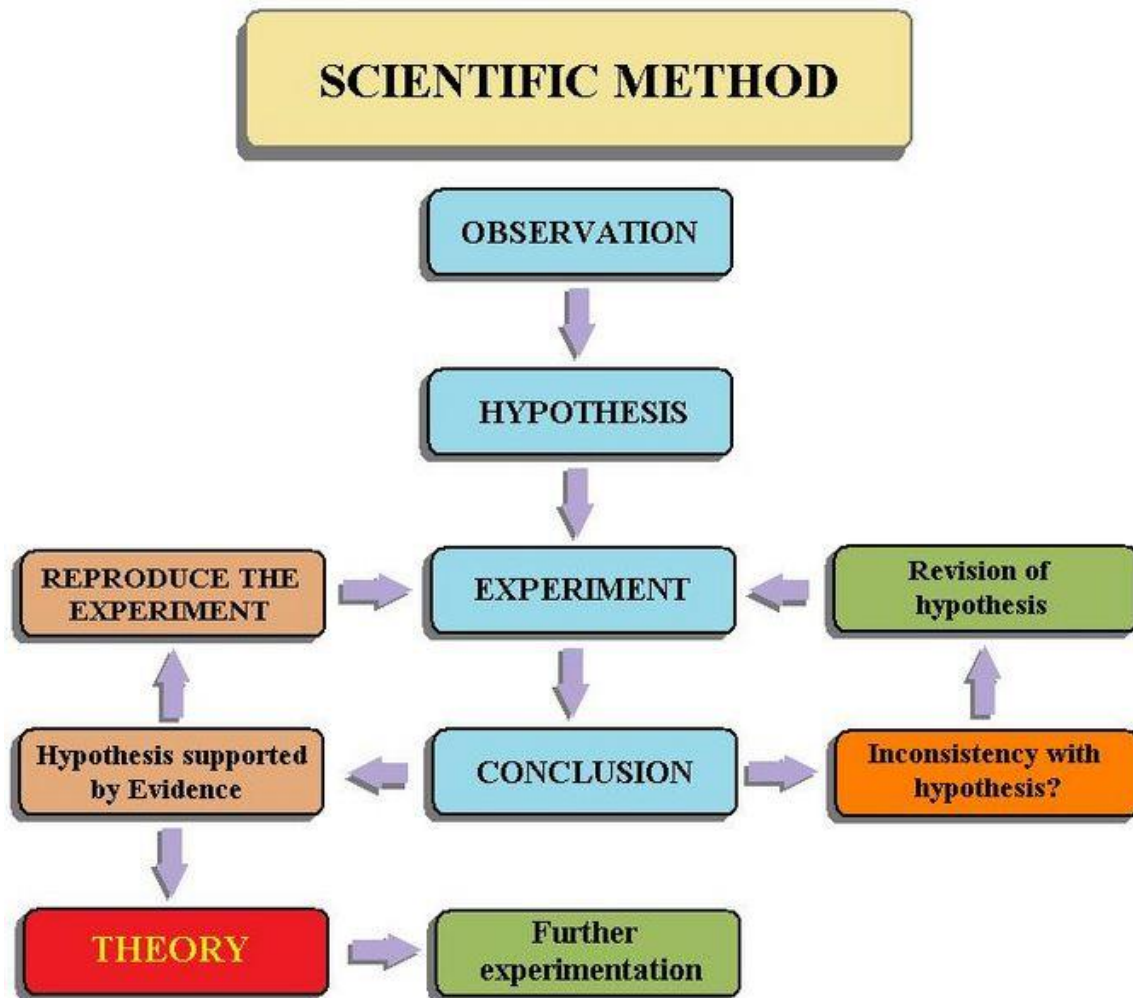 SCIENTIFIC METHOD
OBSERVATION
HYPOTHESIS
REPRODUCE THE
EXPERIMENT
EXPERIMENT
Revision of
hypothesis
Hypothesis supported
by Evidence
CONCLUSION
Inconsistency with
hypothesis?
THEORY
Further
experimentation